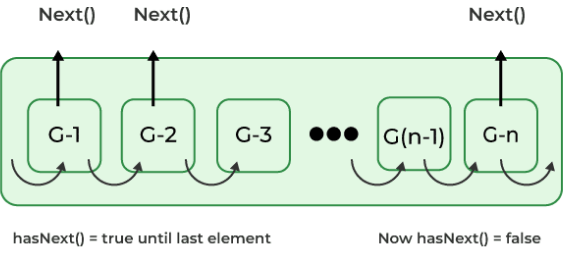 Next() Next() Next()
G-1 G-2 G-3 G(n-1) G-n
hasNext() = true until last element Now hasNext() = false